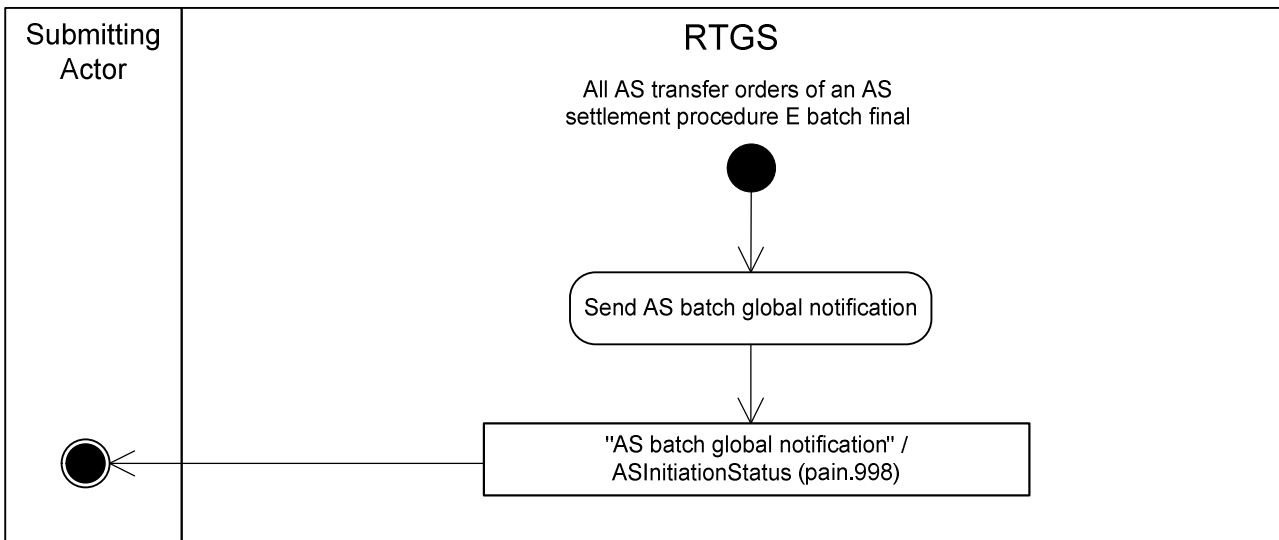 Submitting
Actor
RTGS
All AS transfer orders of an AS
settlement procedure E batch final
Send AS batch global notification
"AS batch global notification" /
ASInitiationStatus (pain.998)